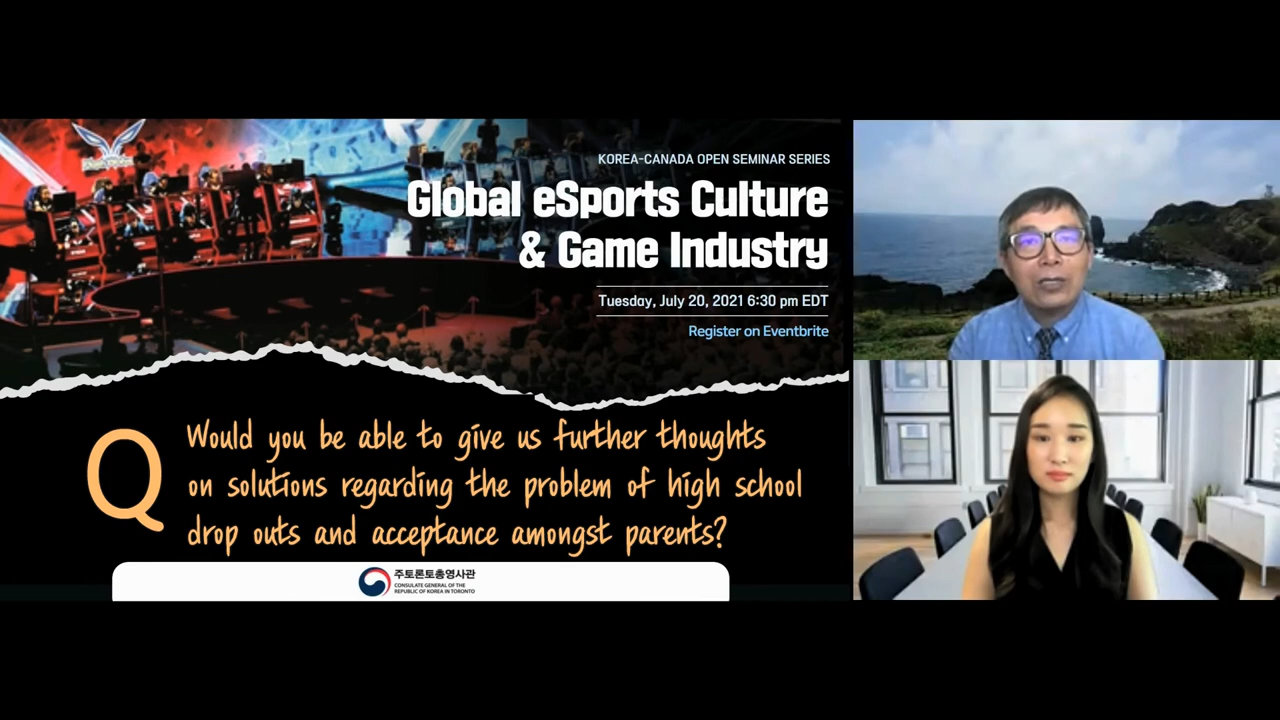 KOREA-CANADA OPEN SEMINAR SERIES
Global eSports Culture
& Game Industry
Tuesday, July 20, 2021 6:30 pm EDT
Register on Eventbrite
Q
Would you be able to give us further thoughts
on solutions regarding the problem of high school
drop outs and acceptance amongst parents?
주토론토총영사관
CONSULATE GENERAL OF THE
REPUBLIC OF KOREA IN TORONTO